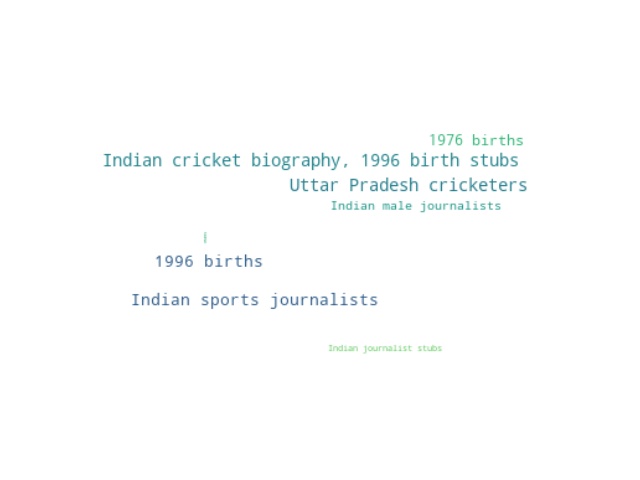 1976 births
Indian cricket biography, 1996 birth stubs
Uttar Pradesh cricketers
Indian male journalists
1996 births
Indian sports journalists
Indian journalist stubs